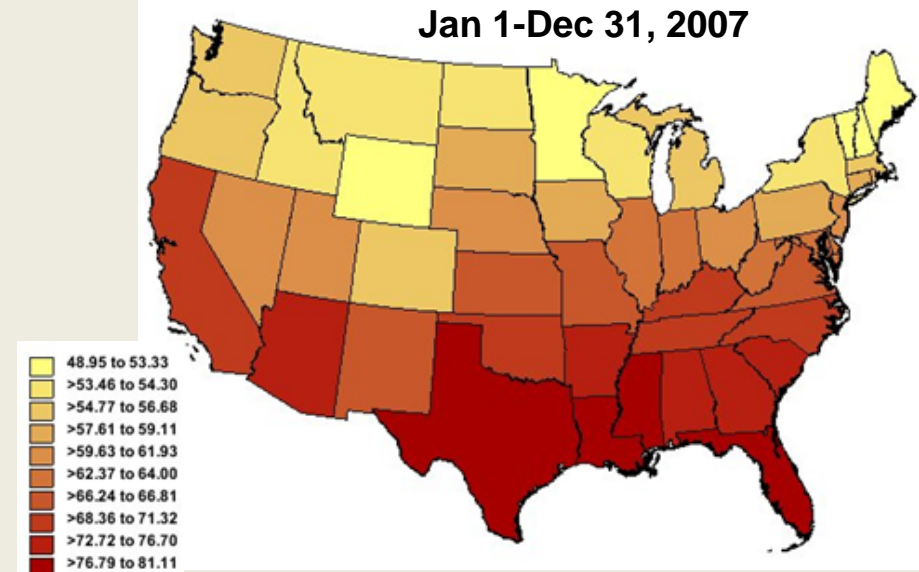 Jan 1-Dec 31, 2007
48.95 to 53.33
>53.46 to 54.30
>54.77 to 56.68
>57.61 to 59.11
>59.63 to 61.93
>62.37 to 64.00
>66.24 to 66.81
>68.36 to 71.32
>72.72 to 76.70
>76.79 to 81.11